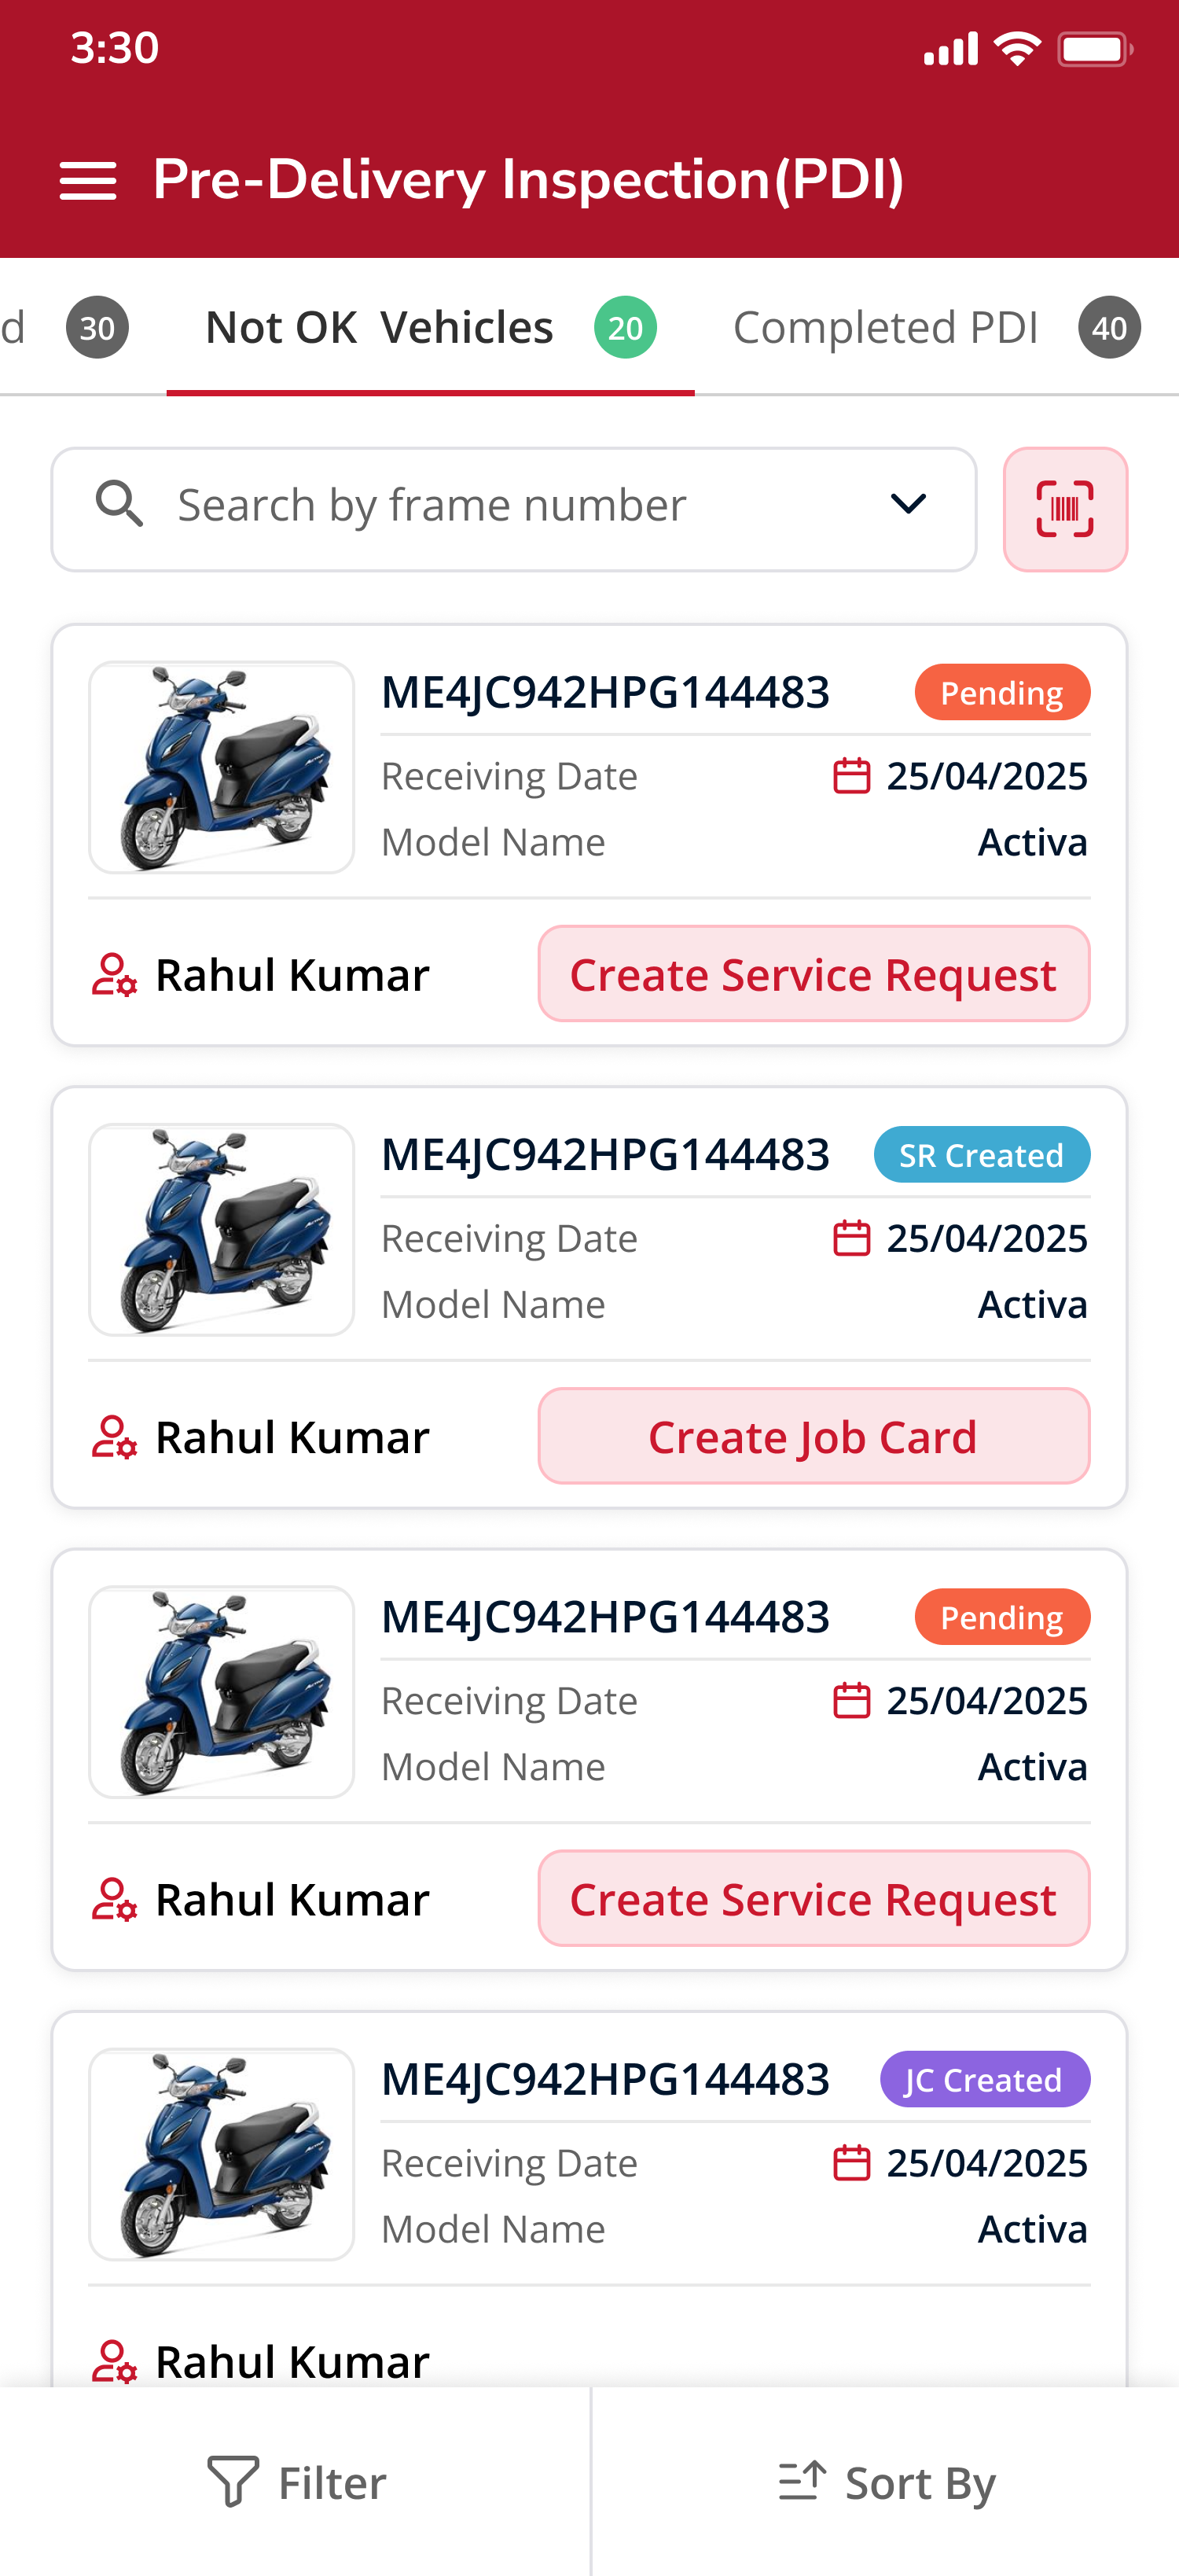 3:30
Pre-Delivery Inspection(PDI)
d 30 Not OK Vehicles 20 Completed PDI 40
Search by frame number
ME4JC942HPG144483 Pending
Receiving Date 25/04/2025
Model Name Activa
Rahul Kumar Create Service Request
ME4JC942HPG144483 SR Created
Receiving Date 25/04/2025
Model Name Activa
Rahul Kumar Create Job Card
ME4JC942HPG144483 Pending
Receiving Date 25/04/2025
Model Name Activa
Rahul Kumar Create Service Request
ME4JC942HPG144483 JC Created
Receiving Date 25/04/2025
Model Name Activa
Rahul Kumar
Filter Sort By